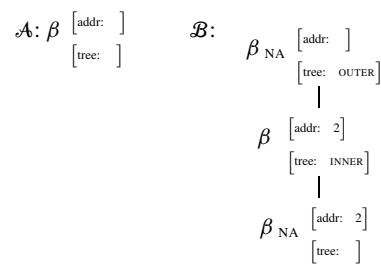 𝒜: β [addr: ]
[tree: ]
ℬ:
β NA [addr: ]
[tree: OUTER]
β [addr: 2]
[tree: INNER]
β NA [addr: 2]
[tree: ]